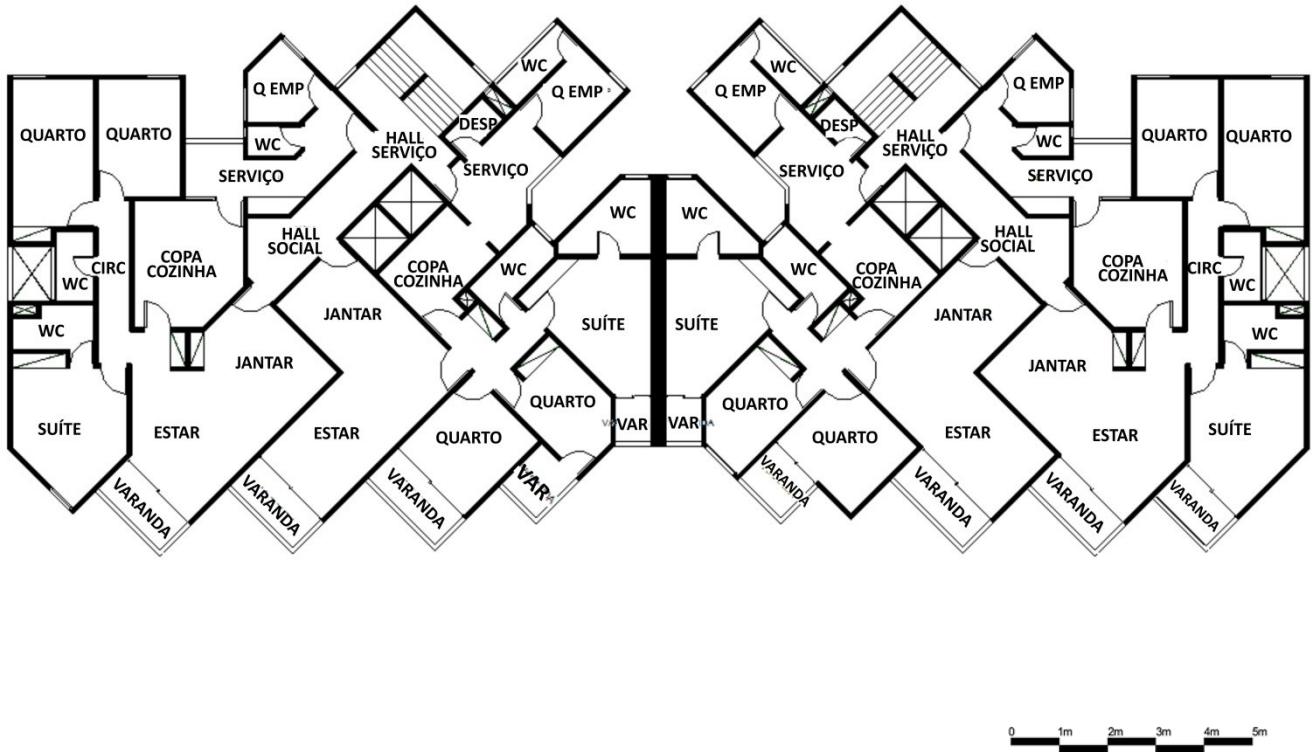 WC
WC
Q EMP
Q EMP
Q EMP
Q EMP
DESP
DESP
QUARTO
QUARTO
HALL
SERVIÇO
HALL
SERVIÇO
QUARTO
QUARTO
WC
WC
SERVIÇO
SERVIÇO
SERVIÇO
SERVIÇO
WC
WC
HALL
SOCIAL
HALL
SOCIAL
COPA
COZINHA
CIRC
WC
COPA
COZINHA
WC
WC
COPA
COZINHA
COPA
COZINHA
CIRC
WC
WC
JANTAR
SUÍTE
SUÍTE
JANTAR
WC
JANTAR
JANTAR
QUARTO
QUARTO
SUÍTE
ESTAR
ESTAR
QUARTO
VAR
VAR
QUARTO
ESTAR
ESTAR
SUÍTE
VARANDA
VARANDA
VARANDA
VAR
VARANDA
VARANDA
VARANDA
VARANDA
0 1m 2m 3m 4m 5m